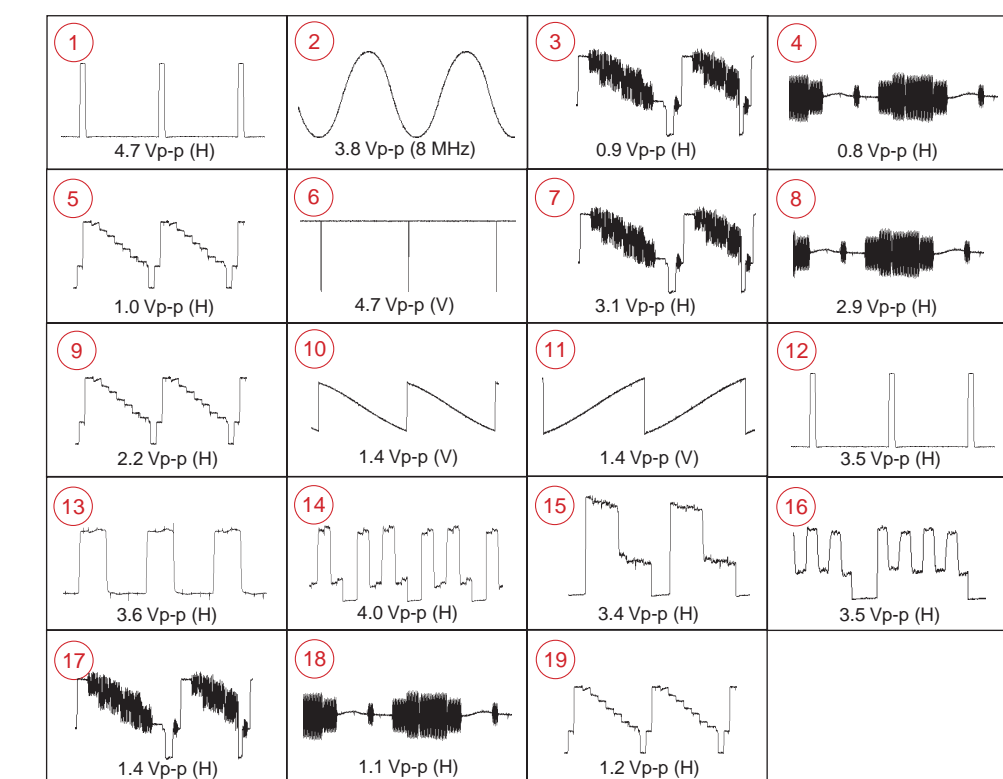 1
4.7 Vp-p (H)
2
3.8 Vp-p (8 MHz)
3
0.9 Vp-p (H)
4
0.8 Vp-p (H)
5
1.0 Vp-p (H)
6
4.7 Vp-p (V)
7
3.1 Vp-p (H)
8
2.9 Vp-p (H)
9
2.2 Vp-p (H)
10
1.4 Vp-p (V)
11
1.4 Vp-p (V)
12
3.5 Vp-p (H)
13
3.6 Vp-p (H)
14
4.0 Vp-p (H)
15
3.4 Vp-p (H)
16
3.5 Vp-p (H)
17
1.4 Vp-p (H)
18
1.1 Vp-p (H)
19
1.2 Vp-p (H)